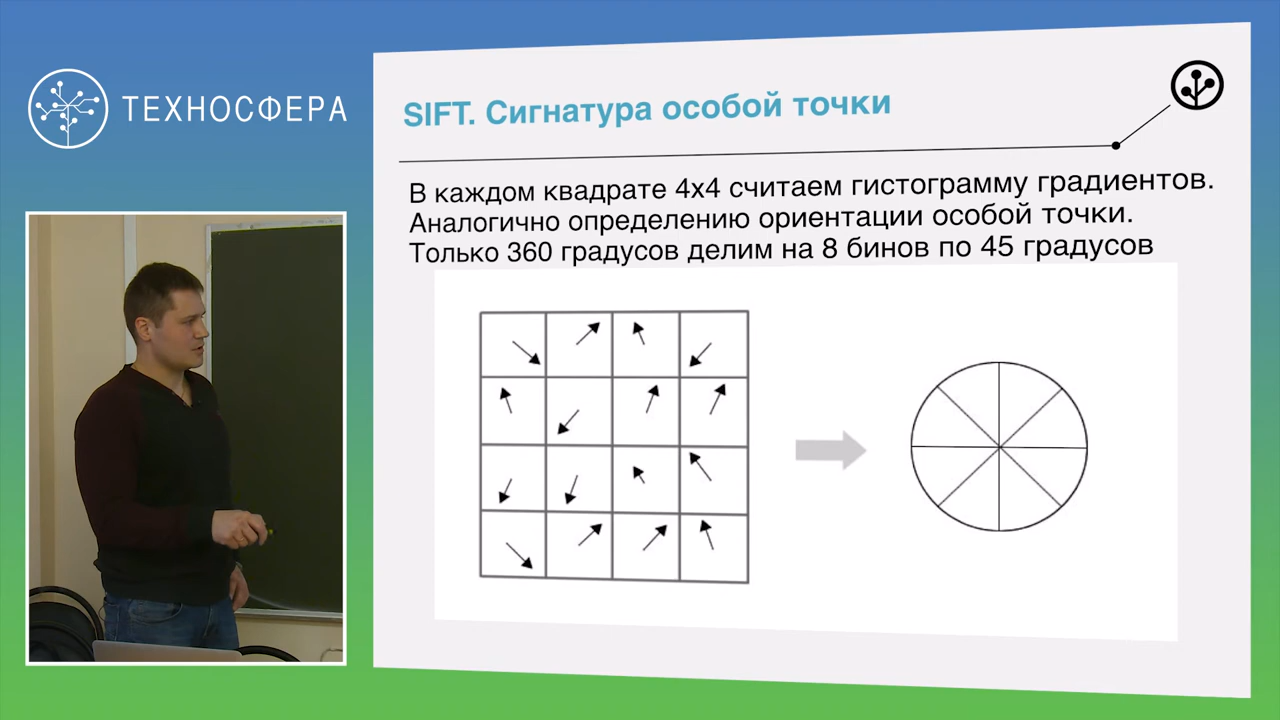 ТЕХНОСФЕРА
SIFT. Сигнатура особой точки
В каждом квадрате 4x4 считаем гистограмму градиентов.
Аналогично определению ориентации особой точки.
Только 360 градусов делим на 8 бинов по 45 градусов